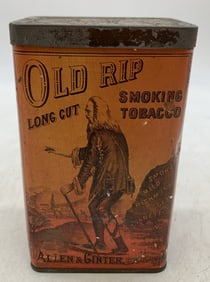 OLD RIP
LONG CUT
SMOKING
TOBACCO
ALLEN & GINTER.